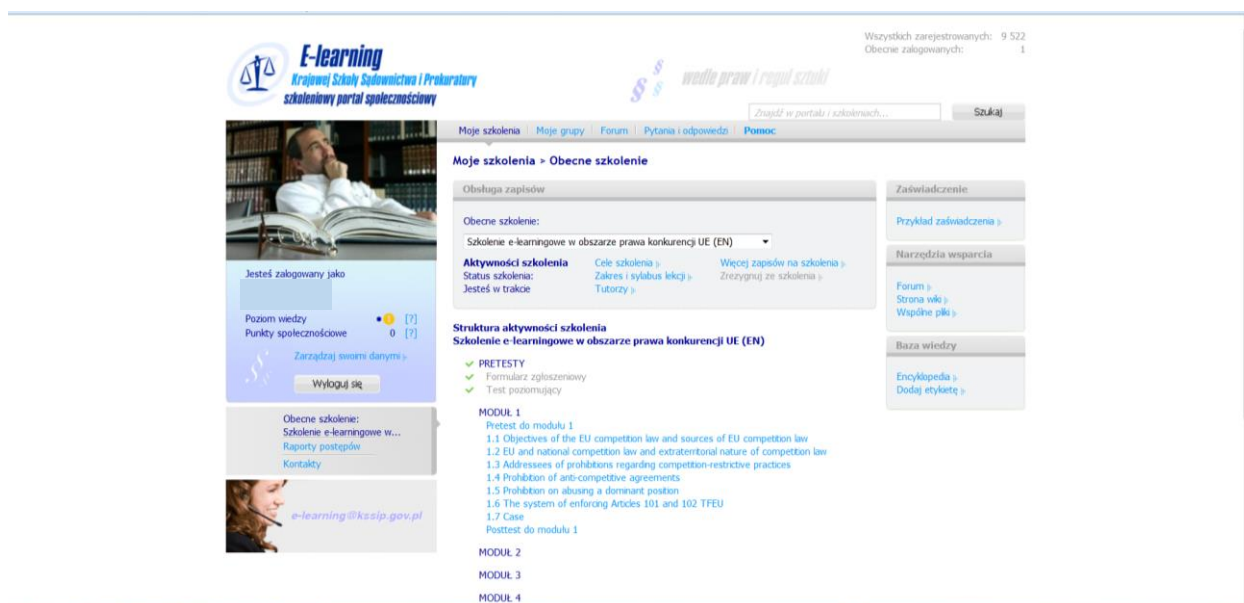 Wszystkich zarejestrowanych: 9 522
Obecnie zalogowanych: 1
E-learning
Krajowej Szkoły Sądownictwa i Prokuratury
szkoleniowy portal społecznościowy
wedle praw i reguł sztuki
Znajdź w portalu i szkoleniach...
Szukaj
Moje szkolenia Moje grupy Forum Pytania i odpowiedzi Pomoc
Moje szkolenia > Obecne szkolenie
Obsługa zapisów
Obecne szkolenie:
Szkolenie e-learningowe w obszarze prawa konkurencji UE (EN)
Aktywności szkolenia Cele szkolenia Więcej zapisów na szkolenia
Status szkolenia: Zakres i sylabus lekcji Zrezygnuj ze szkolenia
Jesteś w trakcie Tutorzy
Zaświadczenie
Przykład zaświadczenia
Narzędzia wsparcia
Forum
Strona wiki
Wspólne pliki
Baza wiedzy
Encyklopedia
Dodaj etykietę
Jesteś zalogowany jako
Poziom wiedzy [?]
Punkty społecznościowe 0 [?]
Zarządzaj swoimi danymi
Wyloguj się
Obecne szkolenie:
Szkolenie e-learningowe w...
Raporty postępów
Kontakty
e-learning@kssip.gov.pl
Struktura aktywności szkolenia
Szkolenie e-learningowe w obszarze prawa konkurencji UE (EN)
PRETESTY
Formularz zgłoszeniowy
Test poziomujący
MODUŁ 1
Pretest do modułu 1
1.1 Objectives of the EU competition law and sources of EU competition law
1.2 EU and national competition law and extraterritorial nature of competition law
1.3 Addressees of prohibitions regarding competition-restrictive practices
1.4 Prohibition of anti-competitive agreements
1.5 Prohibition on abusing a dominant position
1.6 The system of enforcing Articles 101 and 102 TFEU
1.7 Case
Posttest do modułu 1
MODUŁ 2
MODUŁ 3
MODUŁ 4